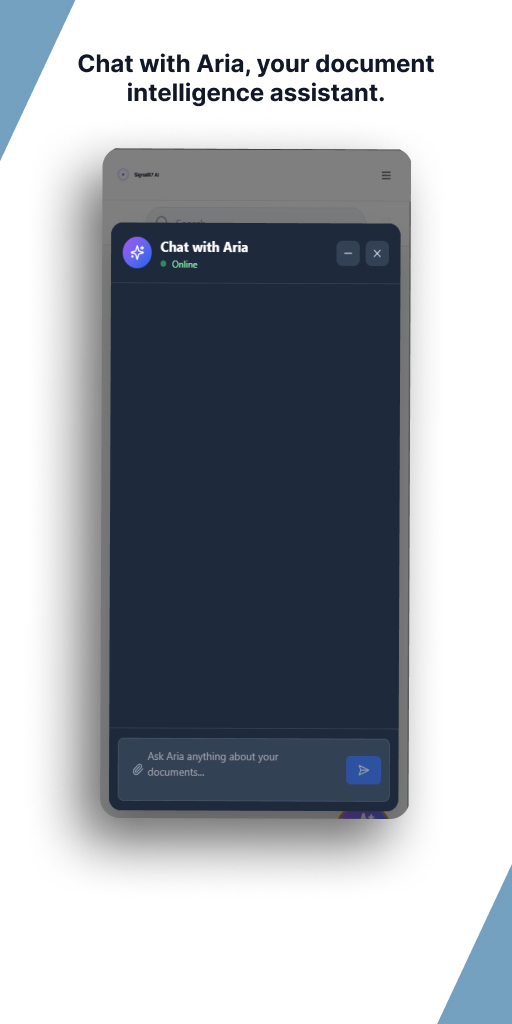 Chat with Aria, your document
intelligence assistant.
Signal67 AI
Search
Chat with Aria
Online
Ask Aria anything about your
documents...